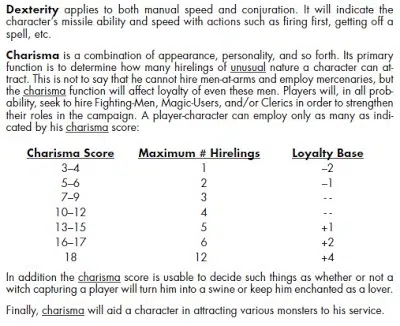 Dexterity applies to both manual speed and conjuration. It will indicate the
character's missile ability and speed with actions such as firing first, getting off a
spell, etc.
Charisma is a combination of appearance, personality, and so forth. Its primary
function is to determine how many hirelings of unusual nature a character can at-
tract. This is not to say that he cannot hire men-at-arms and employ mercenaries, but
the charisma function will affect loyalty of even these men. Players will, in all prob-
ability, seek to hire Fighting-Men, Magic-Users, and/or Clerics in order to strengthen
their roles in the campaign. A player-character can employ only as many as indi-
cated by his charisma score:
Charisma Score Maximum # Hirelings Loyalty Base
3–4 1 –2
5–6 2 –1
7–9 3 --
10–12 4 --
13–15 5 +1
16–17 6 +2
18 12 +4
In addition the charisma score is usable to decide such things as whether or not a
witch capturing a player will turn him into a swine or keep him enchanted as a lover.
Finally, charisma will aid a character in attracting various monsters to his service.